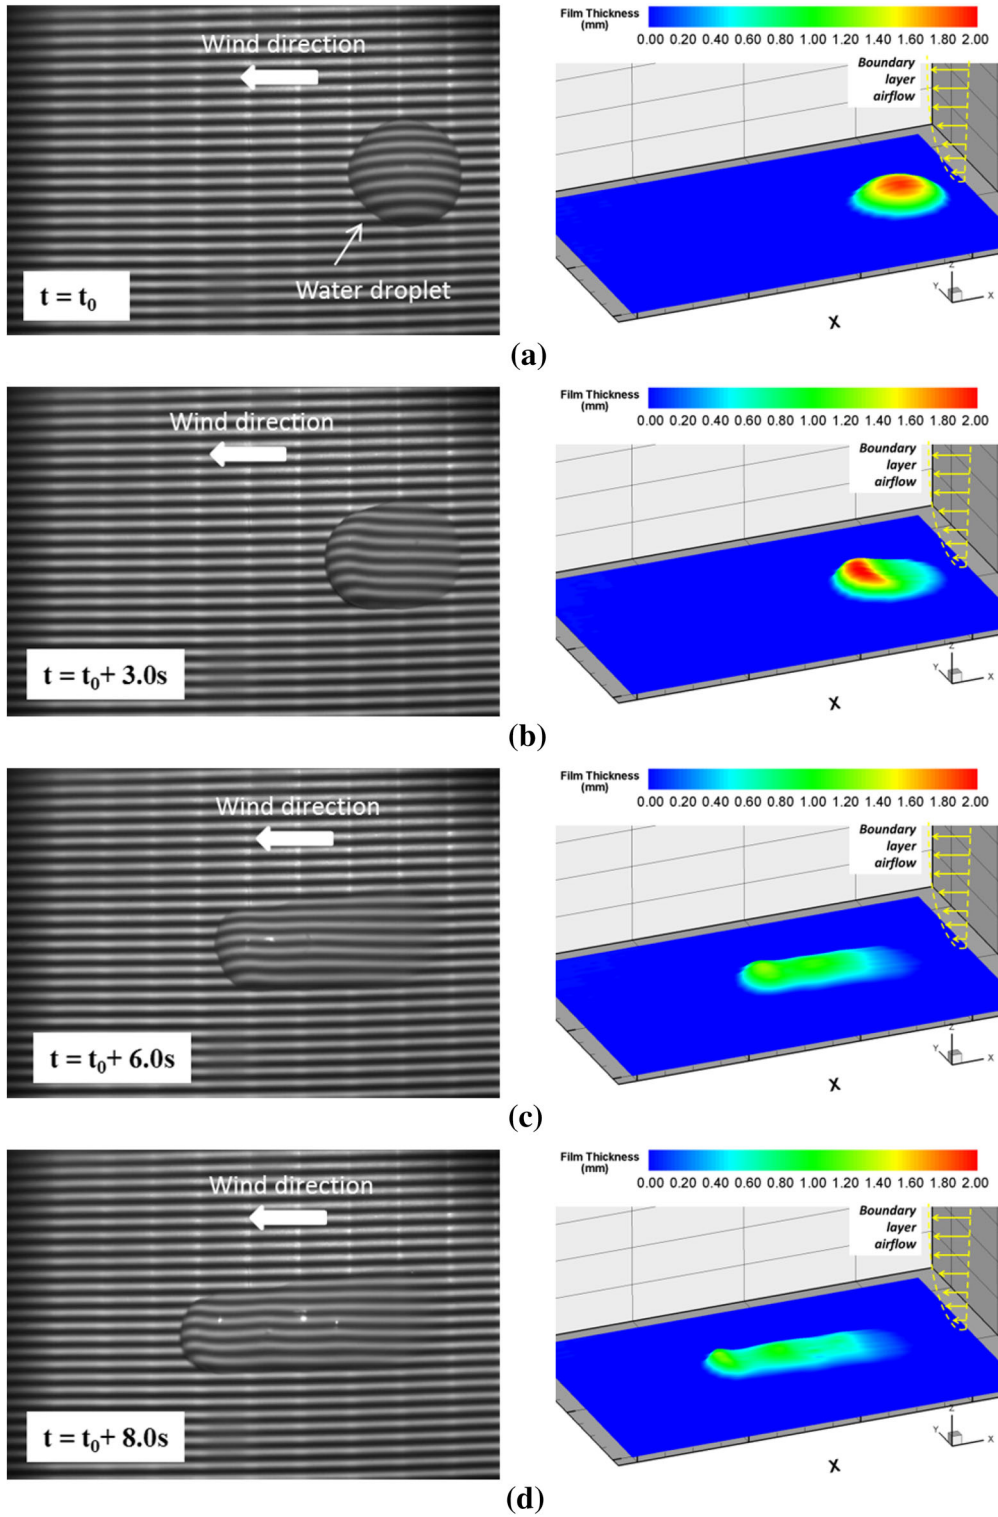 Wind direction
Water droplet
t = t0
Film Thickness
(mm)
0.00 0.20 0.40 0.60 0.80 1.00 1.20 1.40 1.60 1.80 2.00
Boundary
layer
airflow
Z
Y
X
X
(a)
Wind direction
t = t0+ 3.0s
Film Thickness
(mm)
0.00 0.20 0.40 0.60 0.80 1.00 1.20 1.40 1.60 1.80 2.00
Boundary
layer
airflow
Z
Y
X
X
(b)
Wind direction
t = t0+ 6.0s
Film Thickness
(mm)
0.00 0.20 0.40 0.60 0.80 1.00 1.20 1.40 1.60 1.80 2.00
Boundary
layer
airflow
Z
Y
X
X
(c)
Wind direction
t = t0+ 8.0s
Film Thickness
(mm)
0.00 0.20 0.40 0.60 0.80 1.00 1.20 1.40 1.60 1.80 2.00
Boundary
layer
airflow
Z
Y
X
X
(d)